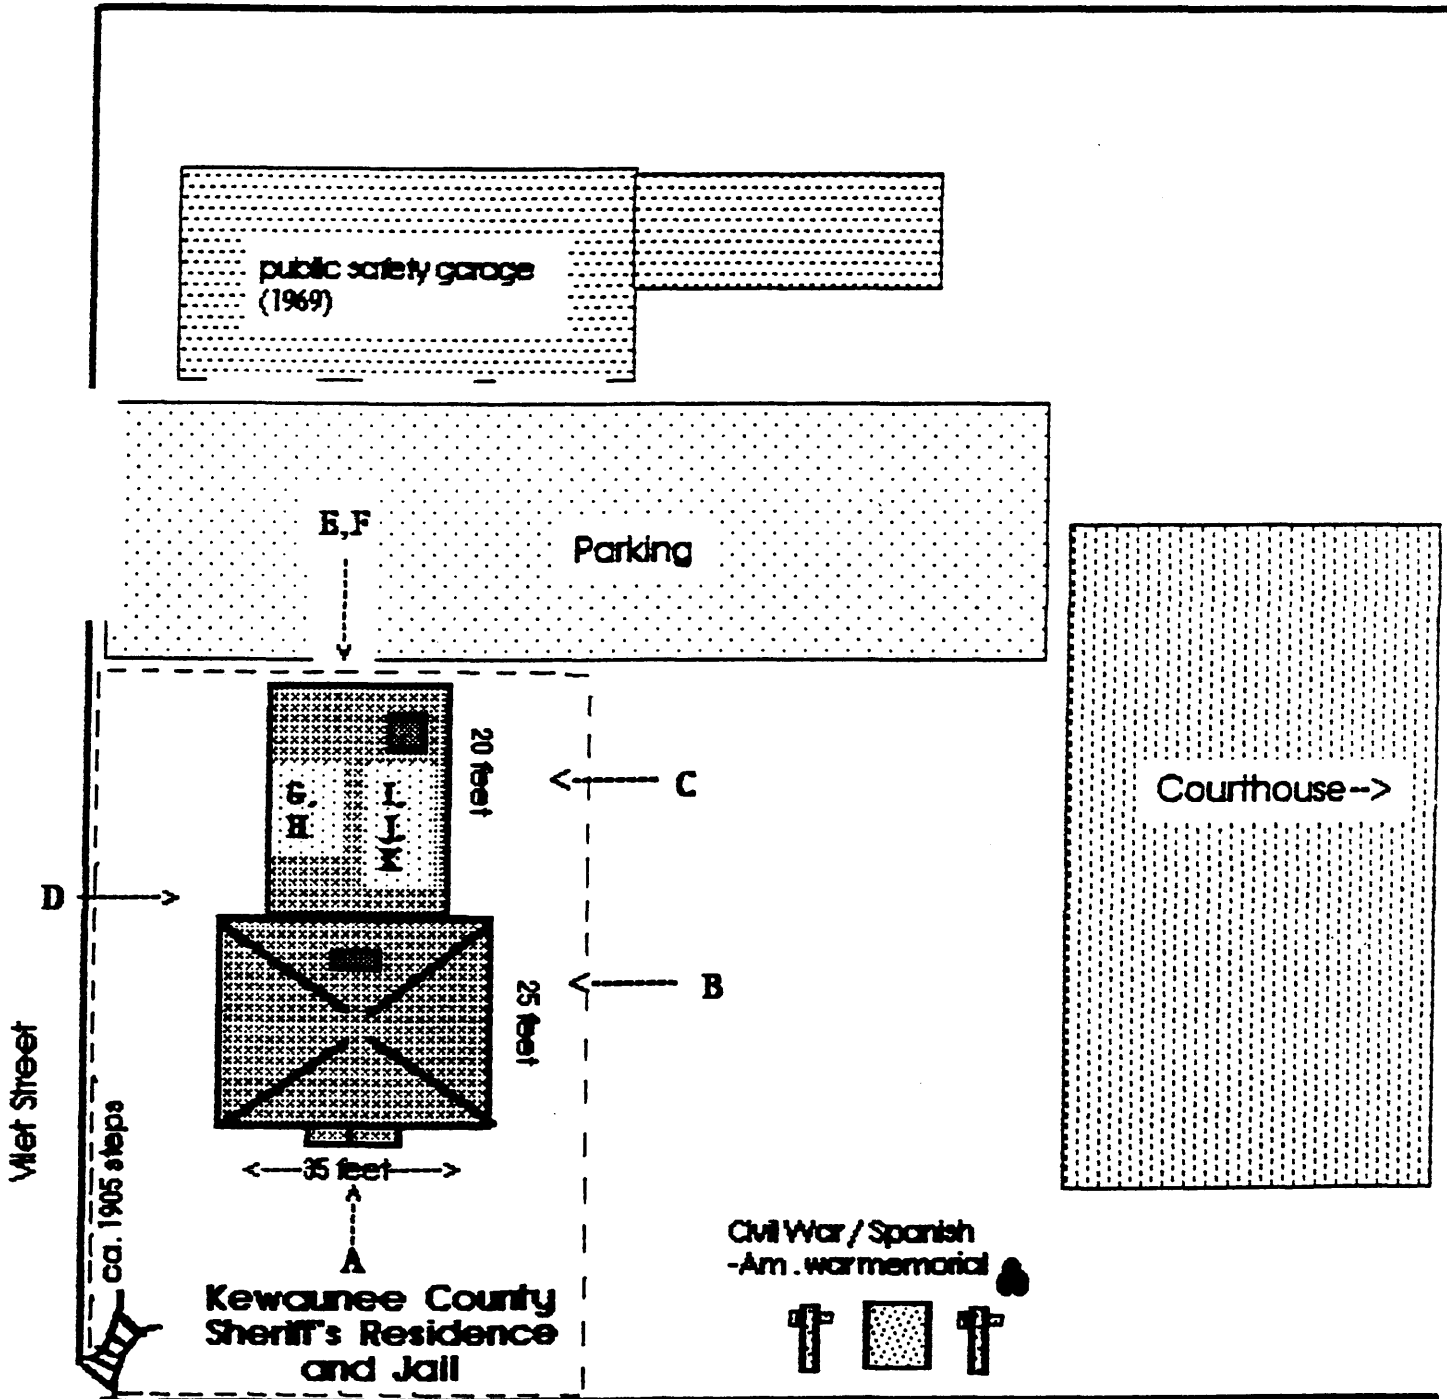 public safety garage
(1969)
E,F
Parking
20 feet
C
Courthouse-->
D
B
25 feet
Vliet Street
ca. 1905 steps
35 feet
A
Kewaunee County
Sheriff's Residence
and Jail
Civil War / Spanish
-Am. war memorial